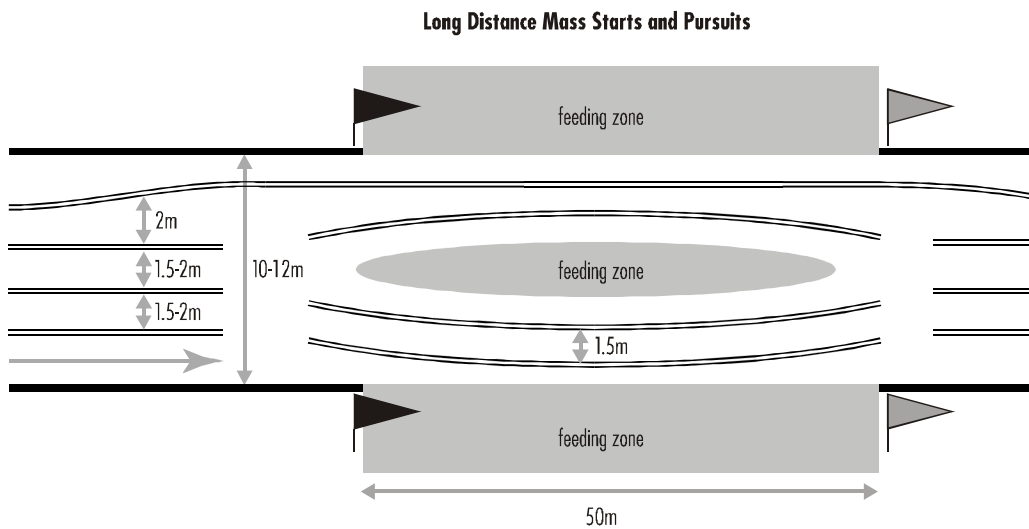 Long Distance Mass Starts and Pursuits
feeding zone
2m
1.5-2m
10-12m
feeding zone
1.5-2m
1.5m
feeding zone
50m